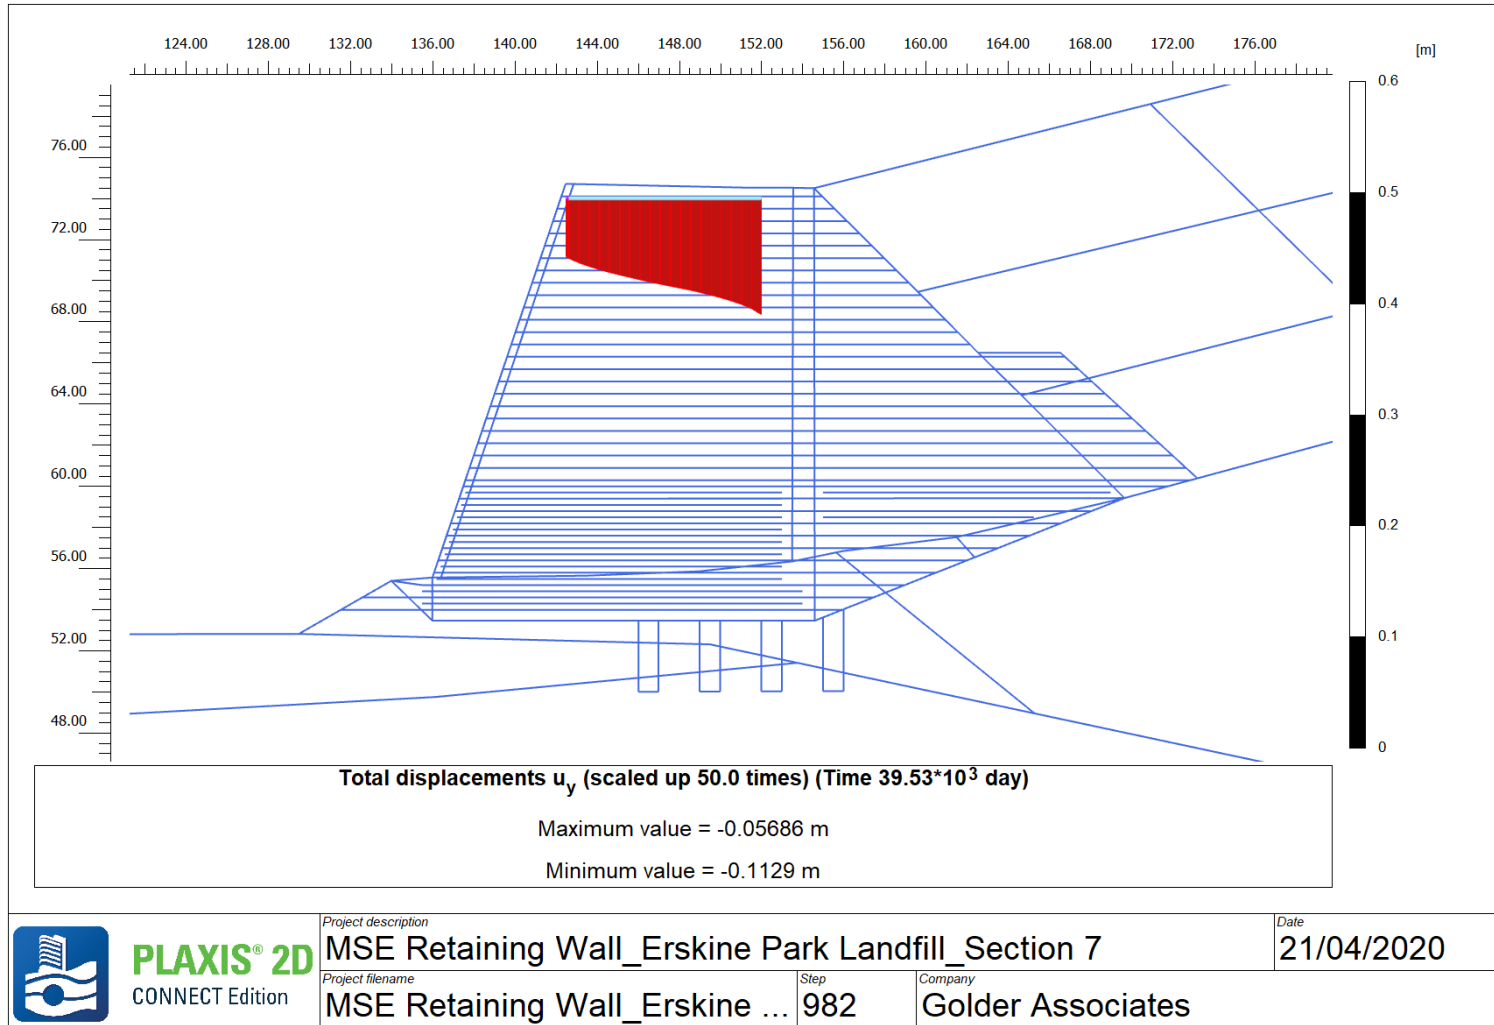 124.00 128.00 132.00 136.00 140.00 144.00 148.00 152.00 156.00 160.00 164.00 168.00 172.00 176.00
[m]
0.6
76.00
0.5
72.00
0.4
68.00
64.00
0.3
60.00
0.2
56.00
52.00
0.1
48.00
0
Total displacements uy (scaled up 50.0 times) (Time 39.53*10³ day)
Maximum value = -0.05686 m
Minimum value = -0.1129 m
PLAXIS® 2D
CONNECT Edition
Project description
MSE Retaining Wall_Erskine Park Landfill_Section 7
Date
21/04/2020
Project filename
MSE Retaining Wall_Erskine ...
Step
982
Company
Golder Associates